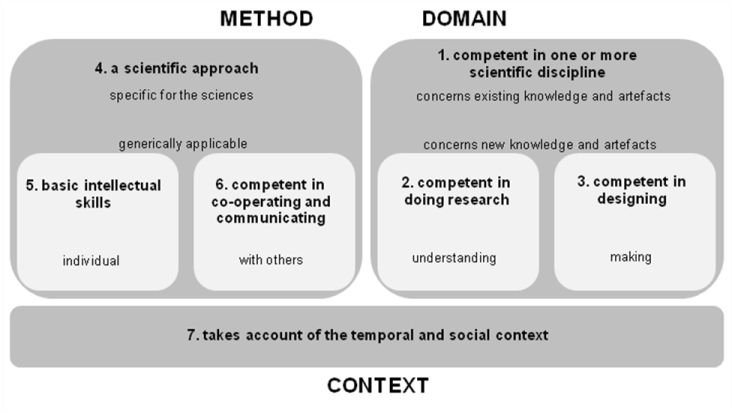 METHOD
DOMAIN
4. a scientific approach
specific for the sciences
generically applicable
5. basic intellectual
skills
individual
6. competent in
co-operating and
communicating
with others
1. competent in one or more
scientific discipline
concerns existing knowledge and artefacts
concerns new knowledge and artefacts
2. competent in
doing research
understanding
3. competent in
designing
making
7. takes account of the temporal and social context
CONTEXT